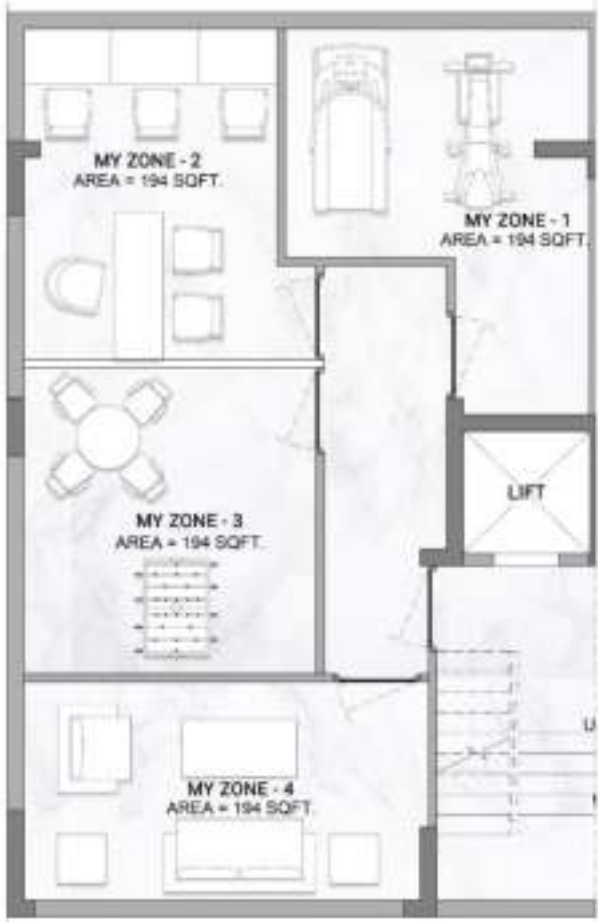 MY ZONE - 2
AREA = 194 SQFT.
MY ZONE - 1
AREA = 194 SQFT.
LIFT
MY ZONE - 3
AREA = 194 SQFT.
U
MY ZONE - 4
AREA = 194 SQFT.